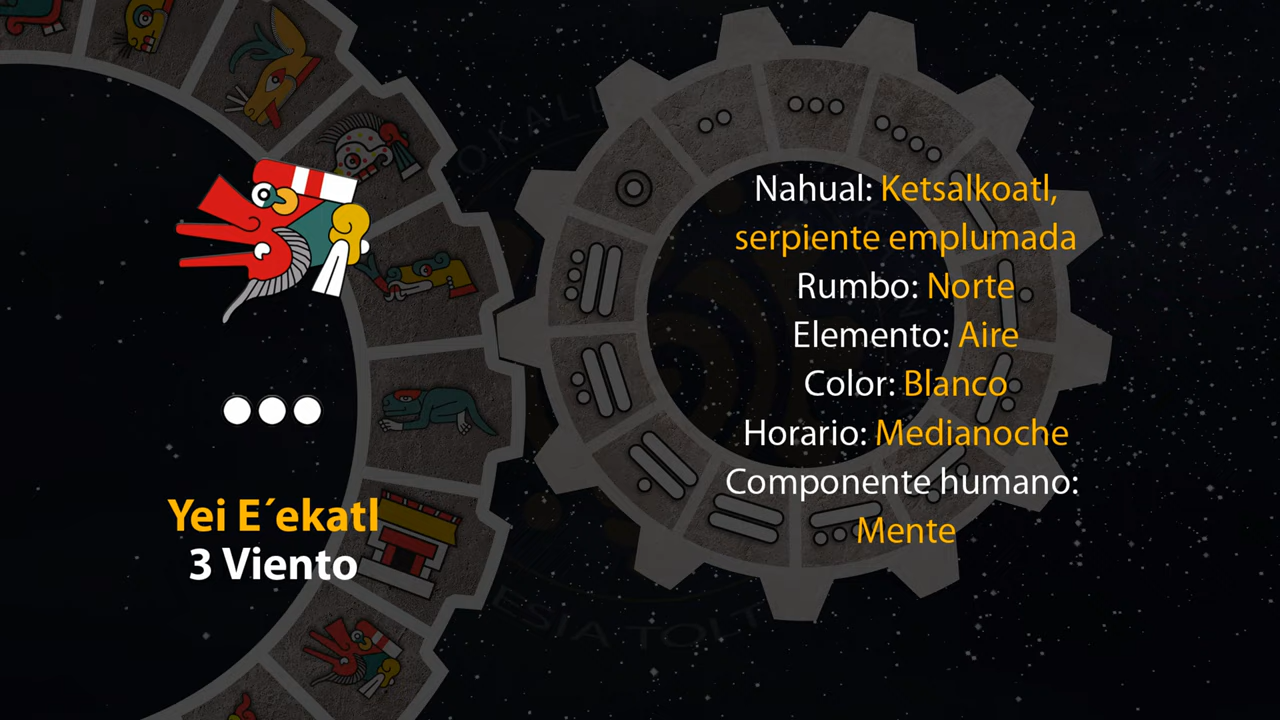 Yei E´ekatl
3 Viento
Nahual: Ketsalkoatl,
serpiente emplumada
Rumbo: Norte
Elemento: Aire
Color: Blanco
Horario: Medianoche
Componente humano:
Mente